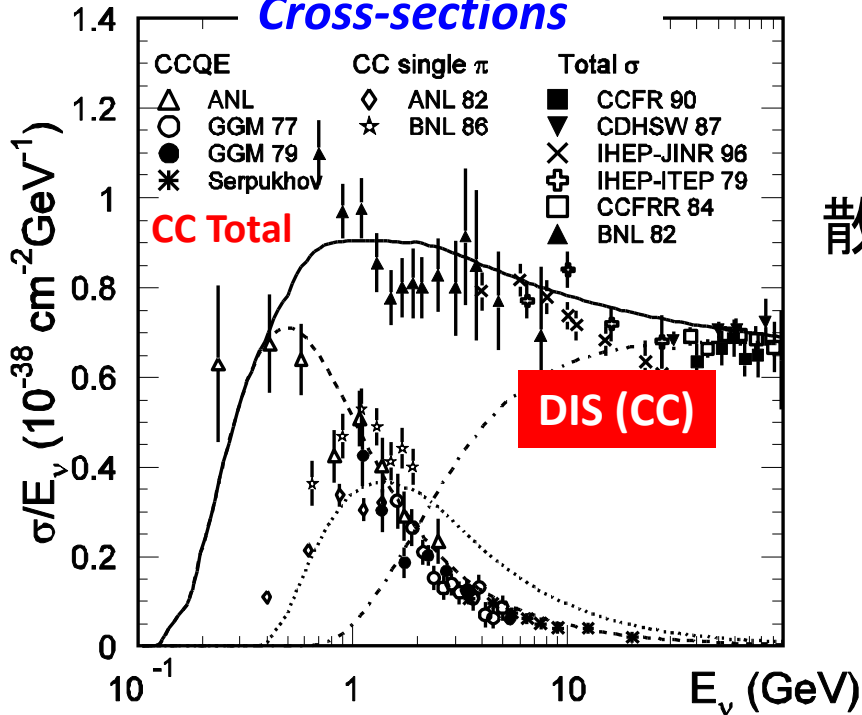 Cross-sections
1.4
CCQE CC single π Total σ
ANL ANL 82 CCFR 90
GGM 77 BNL 86 CDHSW 87
GGM 79 IHEP-JINR 96
Serpukhov IHEP-ITEP 79
CCFRR 84
BNL 82
1.2
1
CC Total
散
0.8
0.6
DIS (CC)
0.4
0.2
0
σ/Eν (10⁻³⁸ cm⁻²GeV⁻¹)
10⁻¹ 1 10
Eν (GeV)